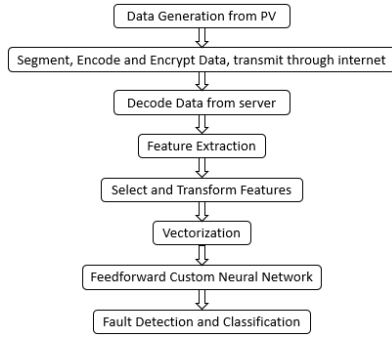 Data Generation from PV
Segment, Encode and Encrypt Data, transmit through internet
Decode Data from server
Feature Extraction
Select and Transform Features
Vectorization
Feedforward Custom Neural Network
Fault Detection and Classification